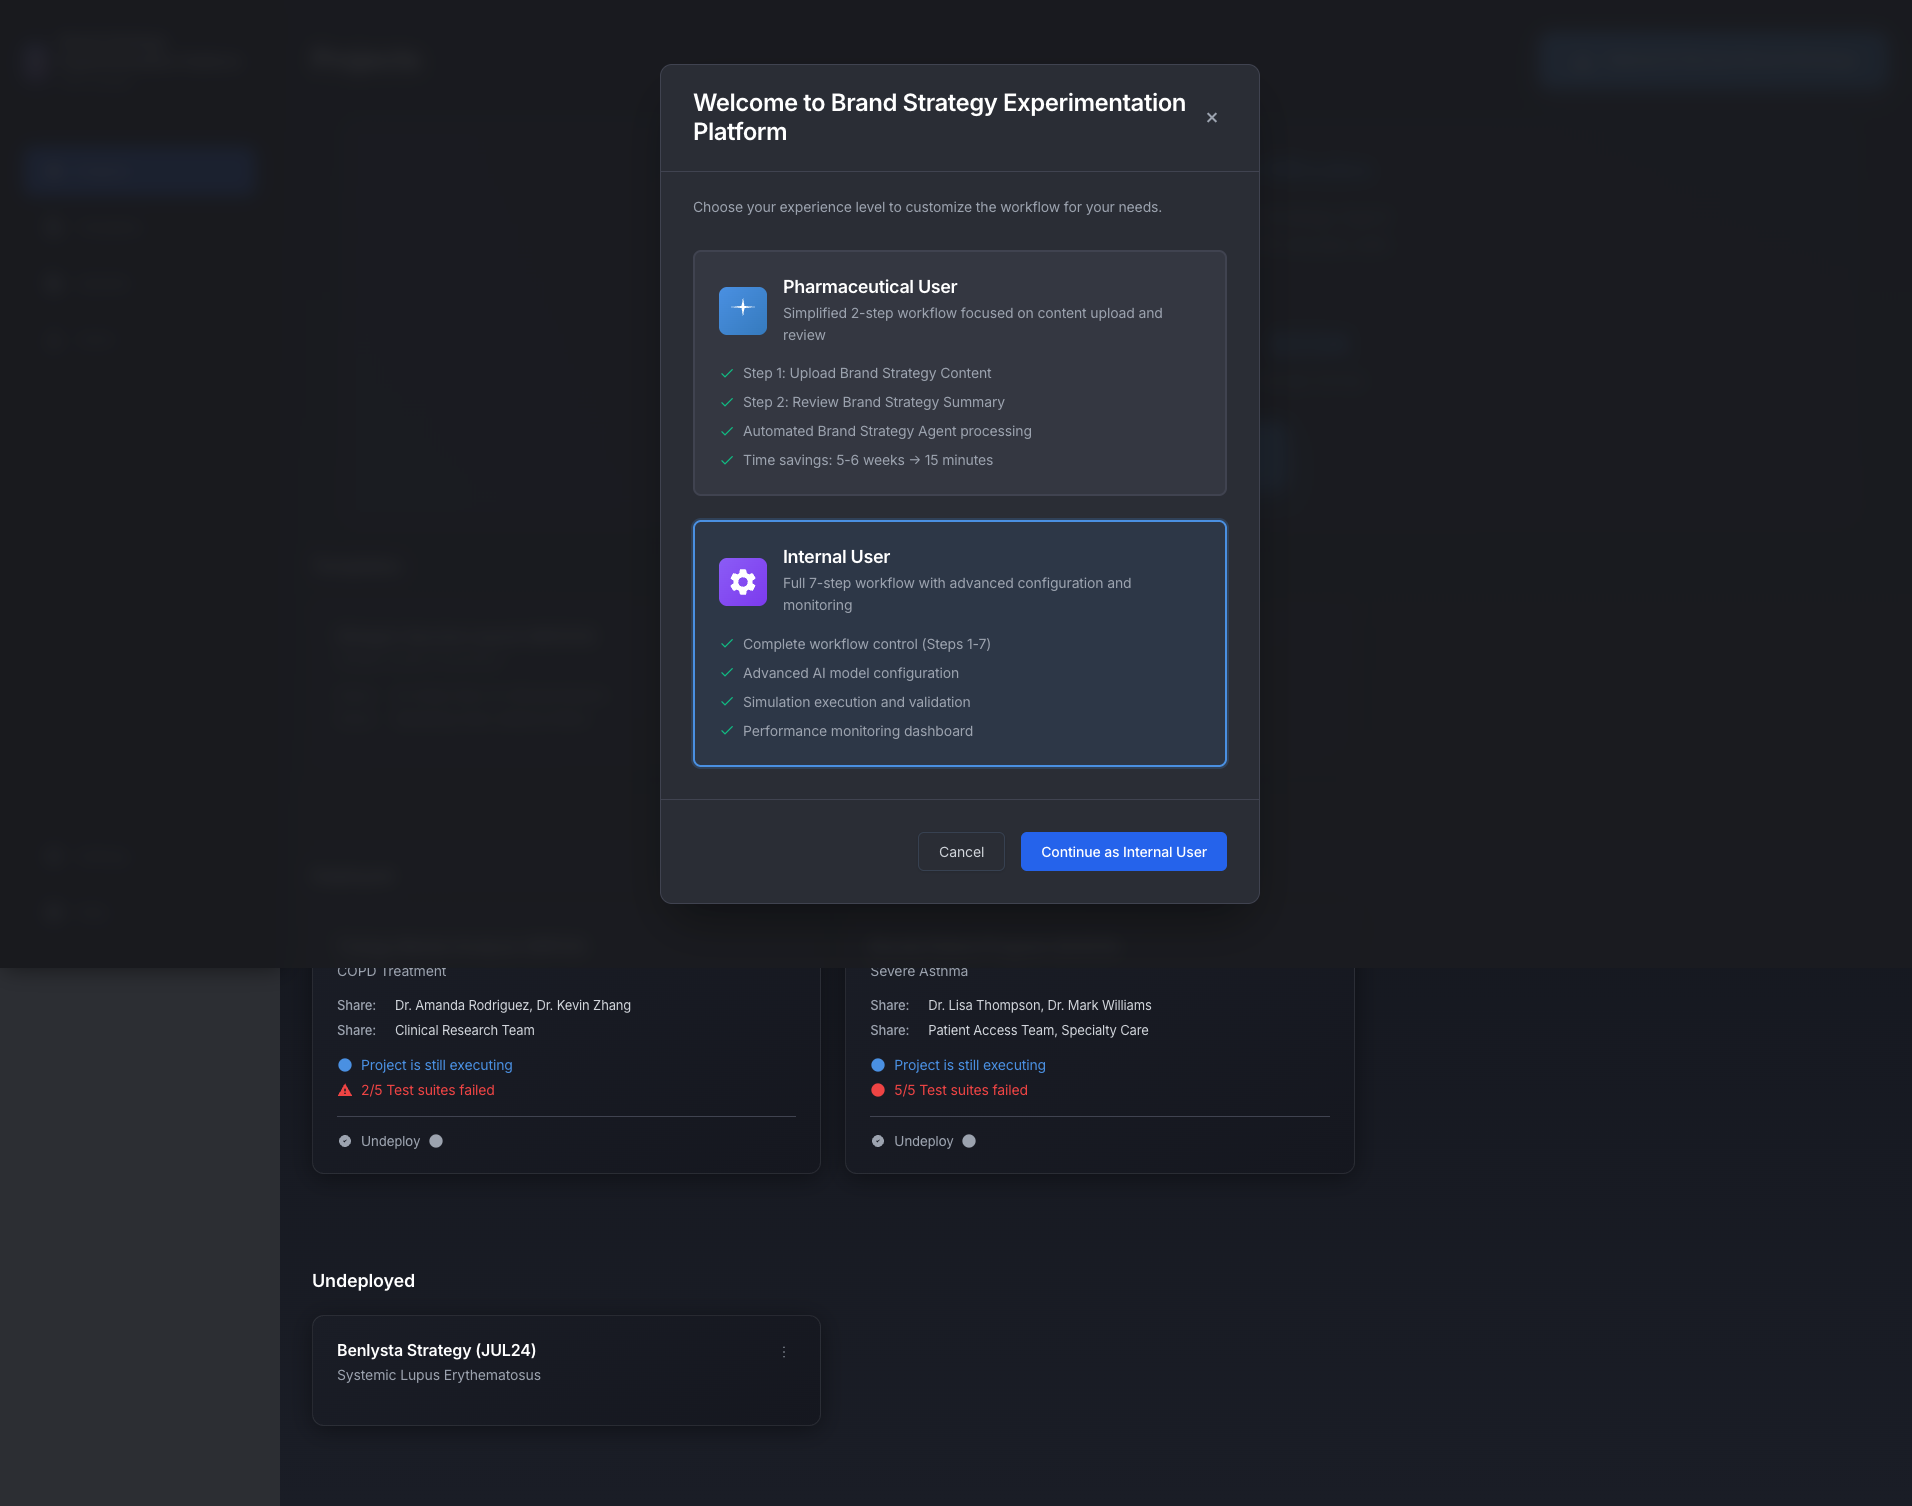 Welcome to Brand Strategy Experimentation
Platform
Choose your experience level to customize the workflow for your needs.
Pharmaceutical User
Simplified 2-step workflow focused on content upload and
review
Step 1: Upload Brand Strategy Content
Step 2: Review Brand Strategy Summary
Automated Brand Strategy Agent processing
Time savings: 5-6 weeks → 15 minutes
Internal User
Full 7-step workflow with advanced configuration and
monitoring
Complete workflow control (Steps 1-7)
Advanced AI model configuration
Simulation execution and validation
Performance monitoring dashboard
Cancel
Continue as Internal User
COPD Treatment
Share: Dr. Amanda Rodriguez, Dr. Kevin Zhang
Share: Clinical Research Team
Project is still executing
2/5 Test suites failed
Undeploy
Severe Asthma
Share: Dr. Lisa Thompson, Dr. Mark Williams
Share: Patient Access Team, Specialty Care
Project is still executing
5/5 Test suites failed
Undeploy
Undeployed
Benlysta Strategy (JUL24)
Systemic Lupus Erythematosus